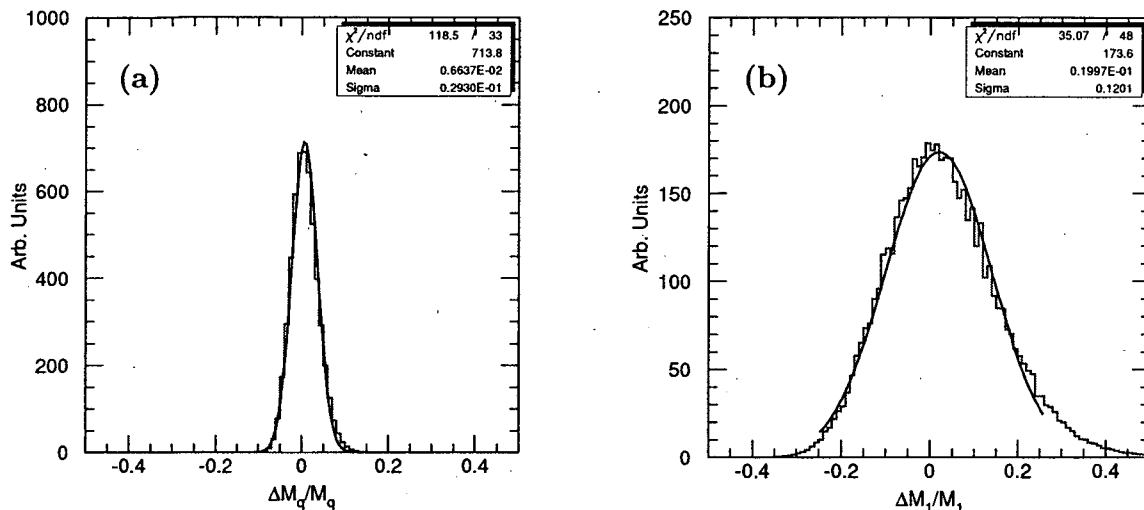 (a)
χ²/ndf 118.5 / 33
Constant 713.8
Mean 0.6637E-02
Sigma 0.2930E-01
1000
800
600
400
200
0
Arb. Units
-0.4 -0.2 0 0.2 0.4
ΔM_q/M_q
(b)
χ²/ndf 35.07 / 48
Constant 173.6
Mean 0.1997E-01
Sigma 0.1201
250
200
150
100
50
0
Arb. Units
-0.4 -0.2 0 0.2 0.4
ΔM₁/M₁